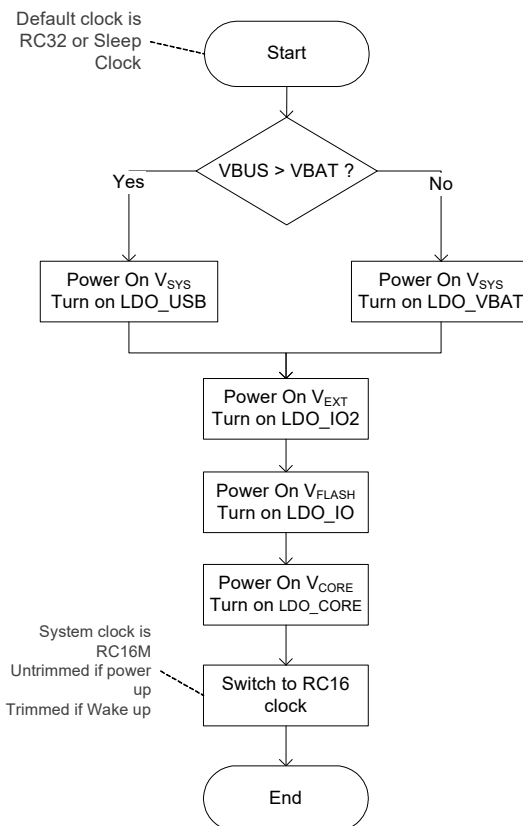 Default clock is
RC32 or Sleep
Clock
Start
VBUS > VBAT ?
Yes
No
Power On VSYS
Turn on LDO_USB
Power On VSYS
Turn on LDO_VBAT
Power On VEXT
Turn on LDO_IO2
Power On VFLASH
Turn on LDO_IO
Power On VCORE
Turn on LDO_CORE
System clock is
RC16M
Untrimmed if power
up
Trimmed if Wake up
Switch to RC16
clock
End